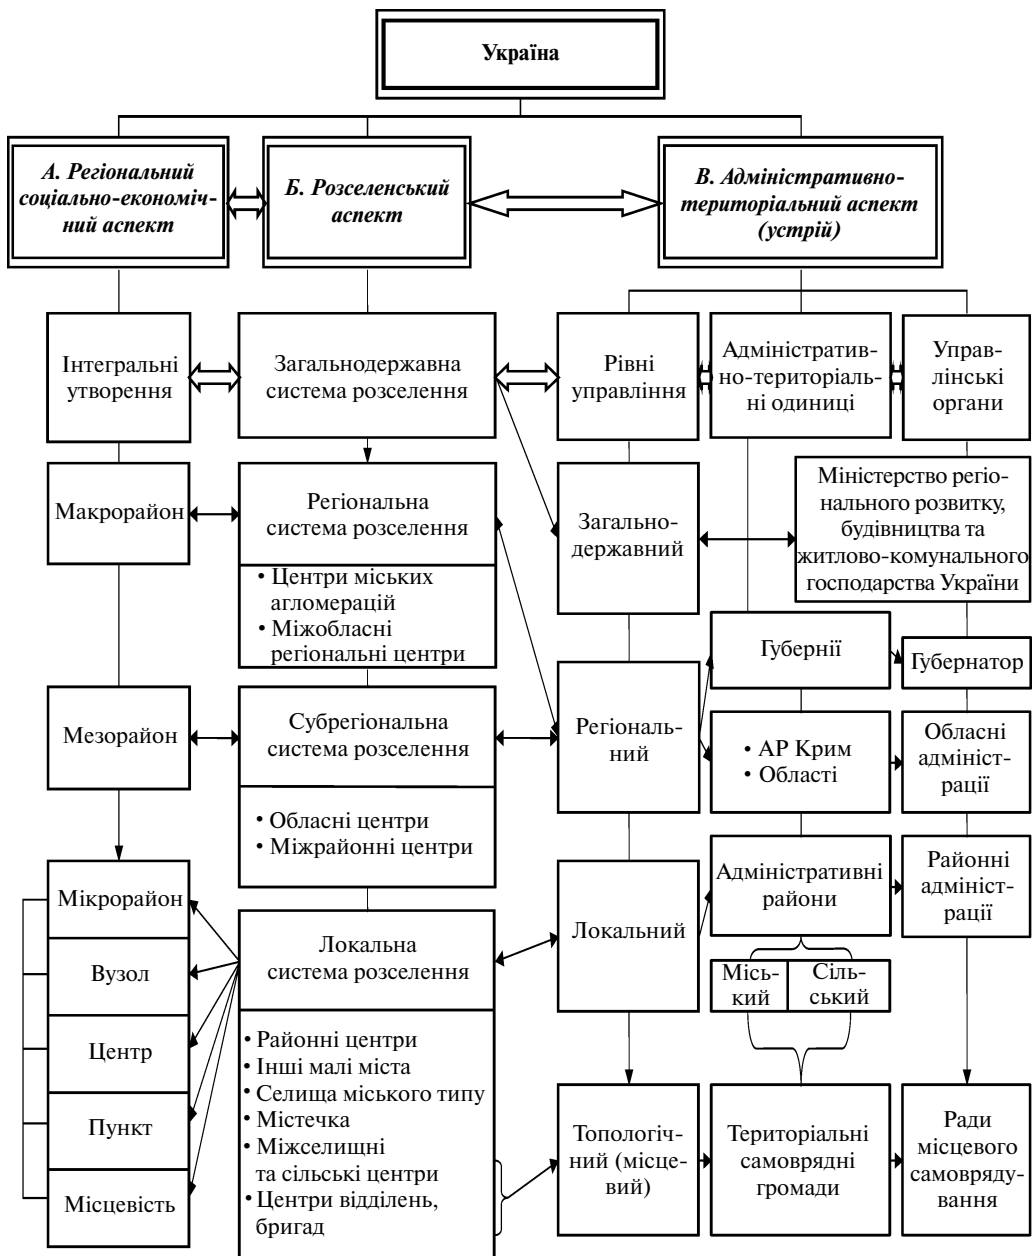 Україна
А. Регіональний
соціально-економіч-
ний аспект
Б. Розселенський
аспект
В. Адміністративно-
територіальний аспект
(устрій)
Інтегральні
утворення
Загальнодержавна
система розселення
Рівні
управління
Адміністратив-
но-територіаль-
ні одиниці
Управ-
лінські
органи
Макрорайон
Регіональна
система розселення
• Центри міських
агломерацій
• Міжобласні
регіональні центри
Загально-
державний
Міністерство регіо-
нального розвитку,
будівництва та
житлово-комунального
господарства України
Губернії
Губернатор
Мезорайон
Субрегіональна
система розселення
• Обласні центри
• Міжрайонні центри
Регіональ-
ний
• АР Крим
• Області
Обласні
адмініст-
рації
Мікрорайон
Вузол
Центр
Пункт
Місцевість
Локальна
система розселення
• Районні центри
• Інші малі міста
• Селища міського типу
• Містечка
• Міжселищні
та сільські центри
• Центри відділень,
бригад
Локальний
Адміністративні
райони
Районні
адмініст-
рації
Місь-
кий
Сіль-
ський
Топологіч-
ний (місце-
вий)
Територіальні
самоврядні
громади
Ради
місцевого
самовряду-
вання